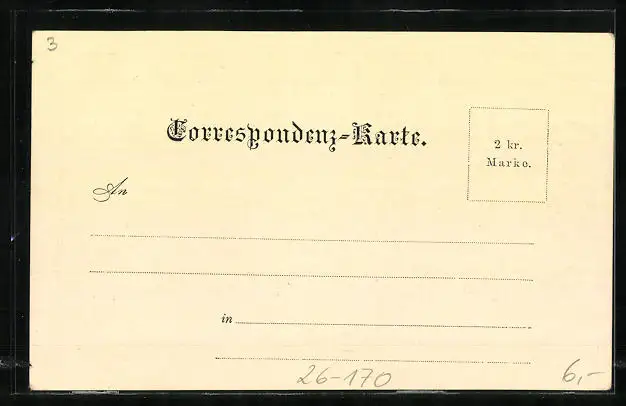 3
Correspondenz-Karte.
2 kr.
Marke.
An
in
26-170
6,-